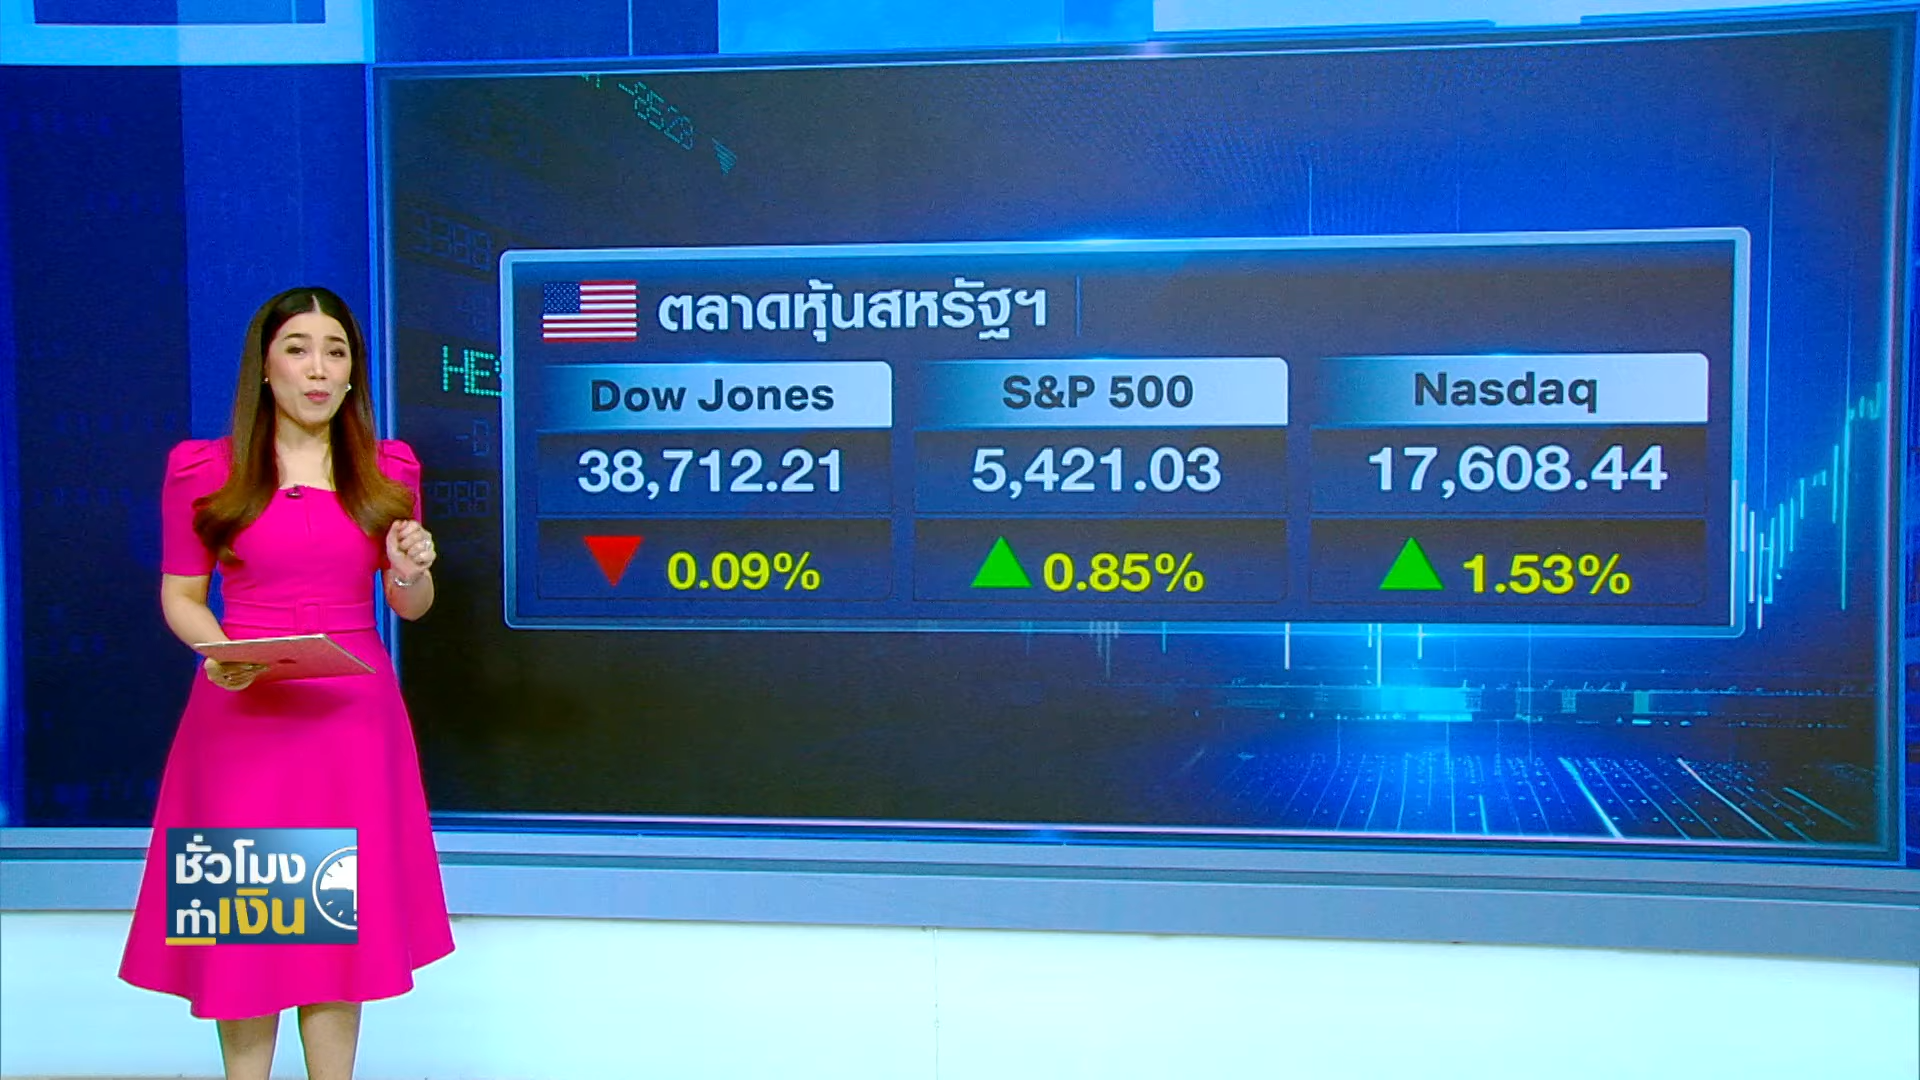 ตลาดหุ้นสหรัฐฯ
Dow Jones S&P 500 Nasdaq
38,712.21 5,421.03 17,608.44
0.09% 0.85% 1.53%
ชั่วโมง
ทำเงิน